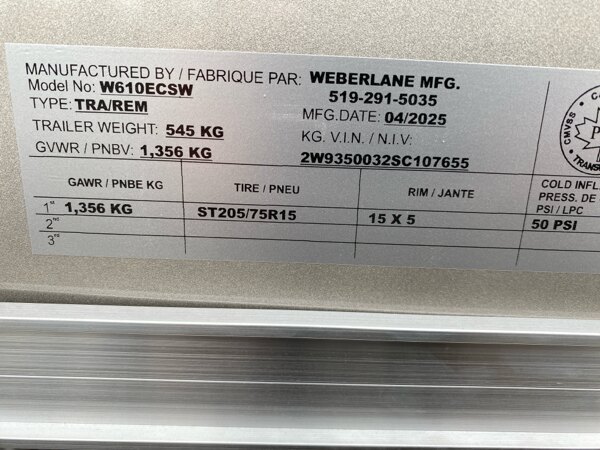 MANUFACTURED BY / FABRIQUE PAR: WEBERLANE MFG.
Model No: W610ECSW 519-291-5035
TYPE: TRA/REM MFG.DATE: 04/2025
TRAILER WEIGHT: 545 KG KG. V.I.N. / N.I.V:
GVWR / PNBV: 1,356 KG 2W9350032SC107655
GAWR / PNBE KG TIRE / PNEU RIM / JANTE COLD INFL
PRESS. DE
PSI / LPC
1st 1,356 KG ST205/75R15 15 X 5 50 PSI
2nd
3rd
CMVSS
TRANS